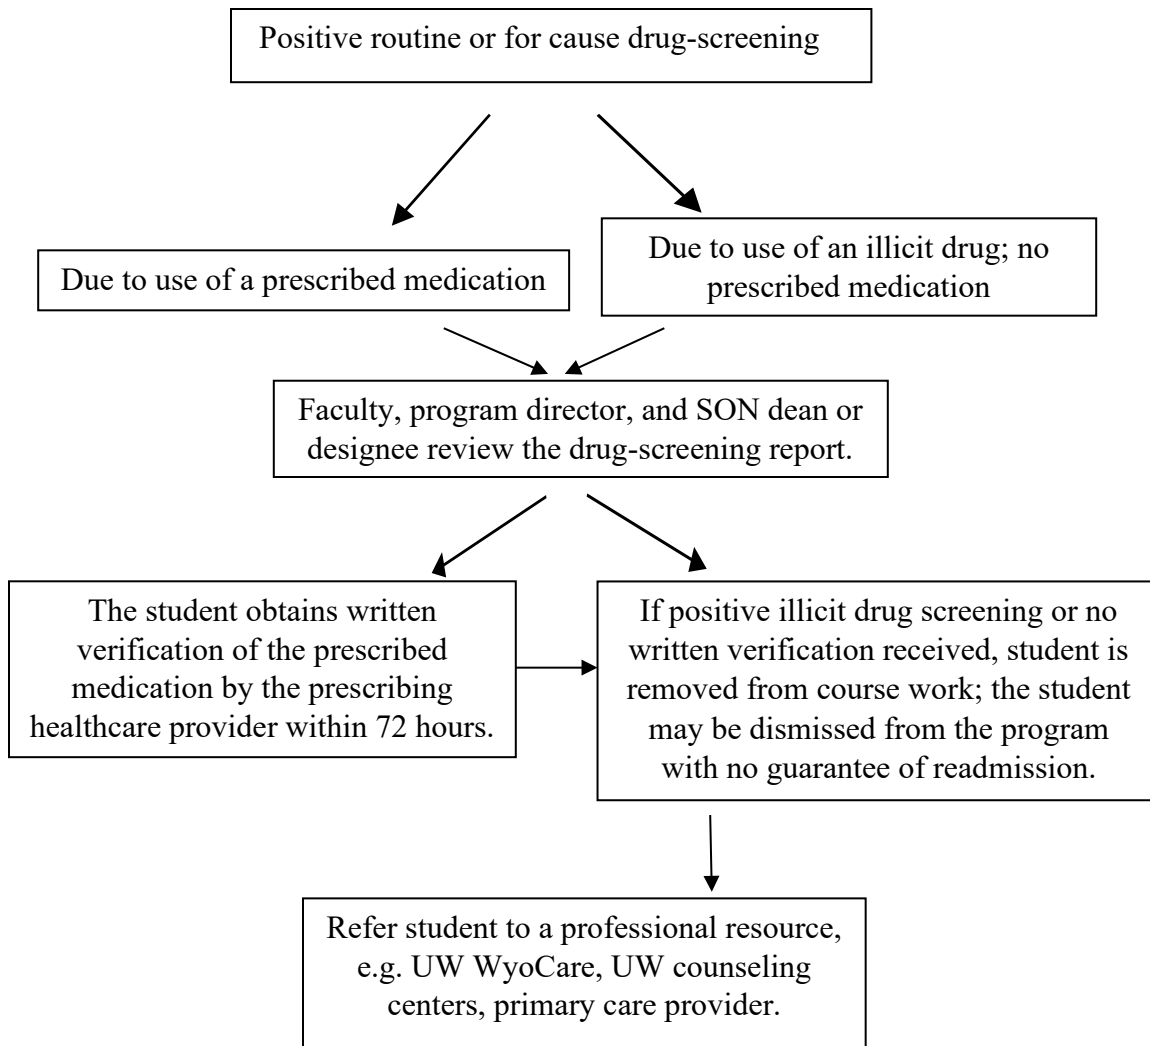 Positive routine or for cause drug-screening
Due to use of a prescribed medication
Due to use of an illicit drug; no
prescribed medication
Faculty, program director, and SON dean or
designee review the drug-screening report.
The student obtains written
verification of the prescribed
medication by the prescribing
healthcare provider within 72 hours.
If positive illicit drug screening or no
written verification received, student is
removed from course work; the student
may be dismissed from the program
with no guarantee of readmission.
Refer student to a professional resource,
e.g. UW WyoCare, UW counseling
centers, primary care provider.